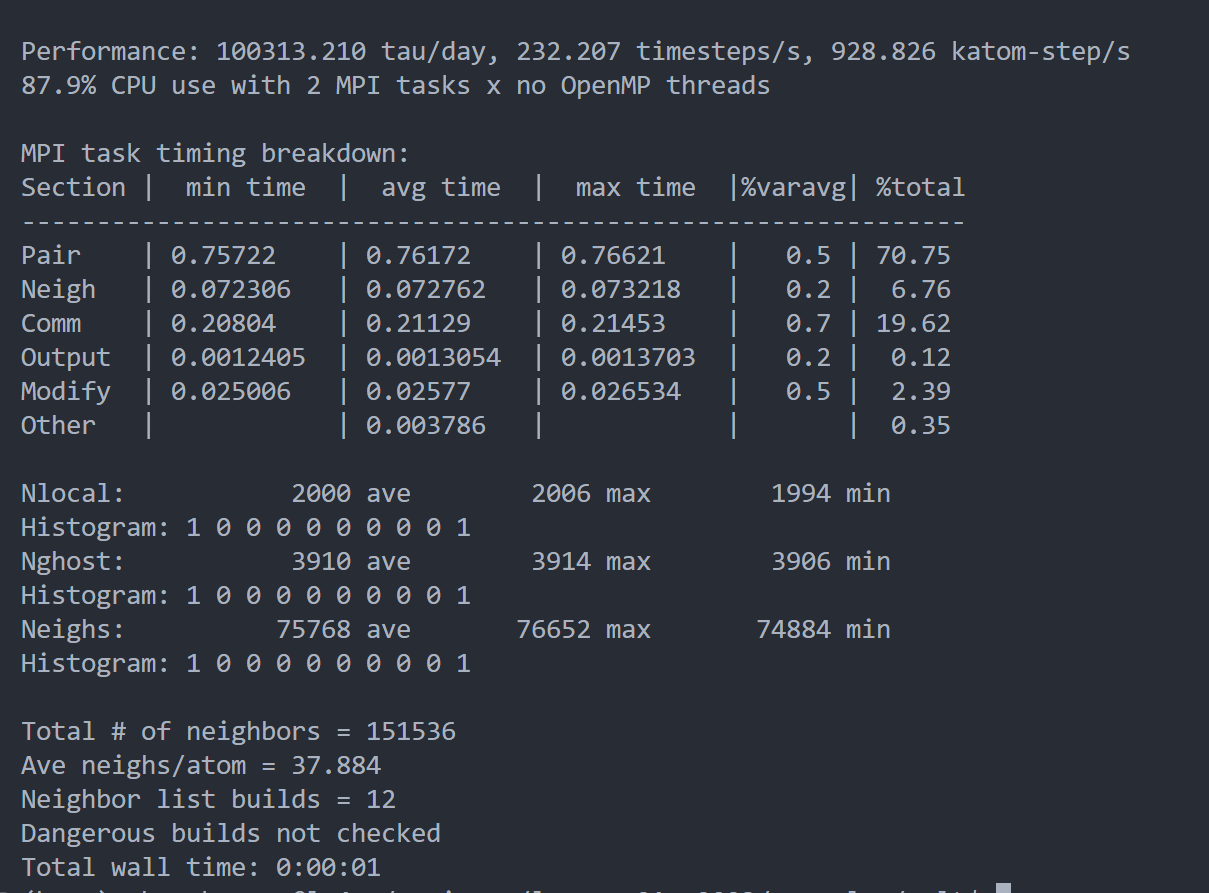 Performance: 100313.210 tau/day, 232.207 timesteps/s, 928.826 katom-step/s
87.9% CPU use with 2 MPI tasks x no OpenMP threads
MPI task timing breakdown:
Section |  min time  |  avg time  |  max time  |%varavg| %total
---------------------------------------------------------------
Pair    | 0.75722    | 0.76172    | 0.76621    |   0.5 | 70.75
Neigh   | 0.072306   | 0.072762   | 0.073218   |   0.2 |  6.76
Comm    | 0.20804    | 0.21129    | 0.21453    |   0.7 | 19.62
Output  | 0.0012405  | 0.0013054  | 0.0013703  |   0.2 |  0.12
Modify  | 0.025006   | 0.02577    | 0.026534   |   0.5 |  2.39
Other   |            | 0.003786   |            |       |  0.35
Nlocal:           2000 ave        2006 max        1994 min
Histogram: 1 0 0 0 0 0 0 0 0 1
Nghost:           3910 ave        3914 max        3906 min
Histogram: 1 0 0 0 0 0 0 0 0 1
Neighs:          75768 ave       76652 max       74884 min
Histogram: 1 0 0 0 0 0 0 0 0 1
Total # of neighbors = 151536
Ave neighs/atom = 37.884
Neighbor list builds = 12
Dangerous builds not checked
Total wall time: 0:00:01